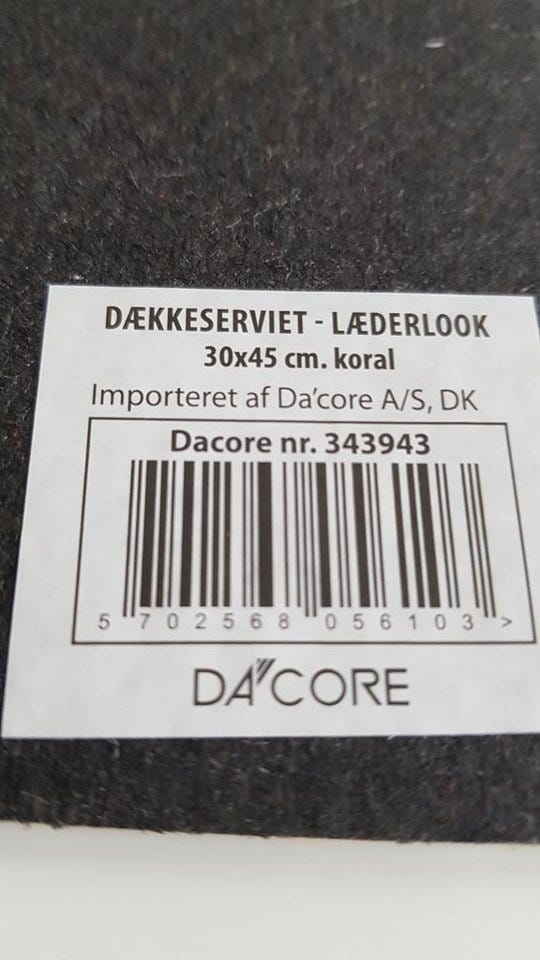 DÆKKESERVIET - LÆDERLOOK
30x45 cm. koral
Importeret af Da'core A/S, DK
Dacore nr. 343943
5 702568 056103 >
DA'CORE